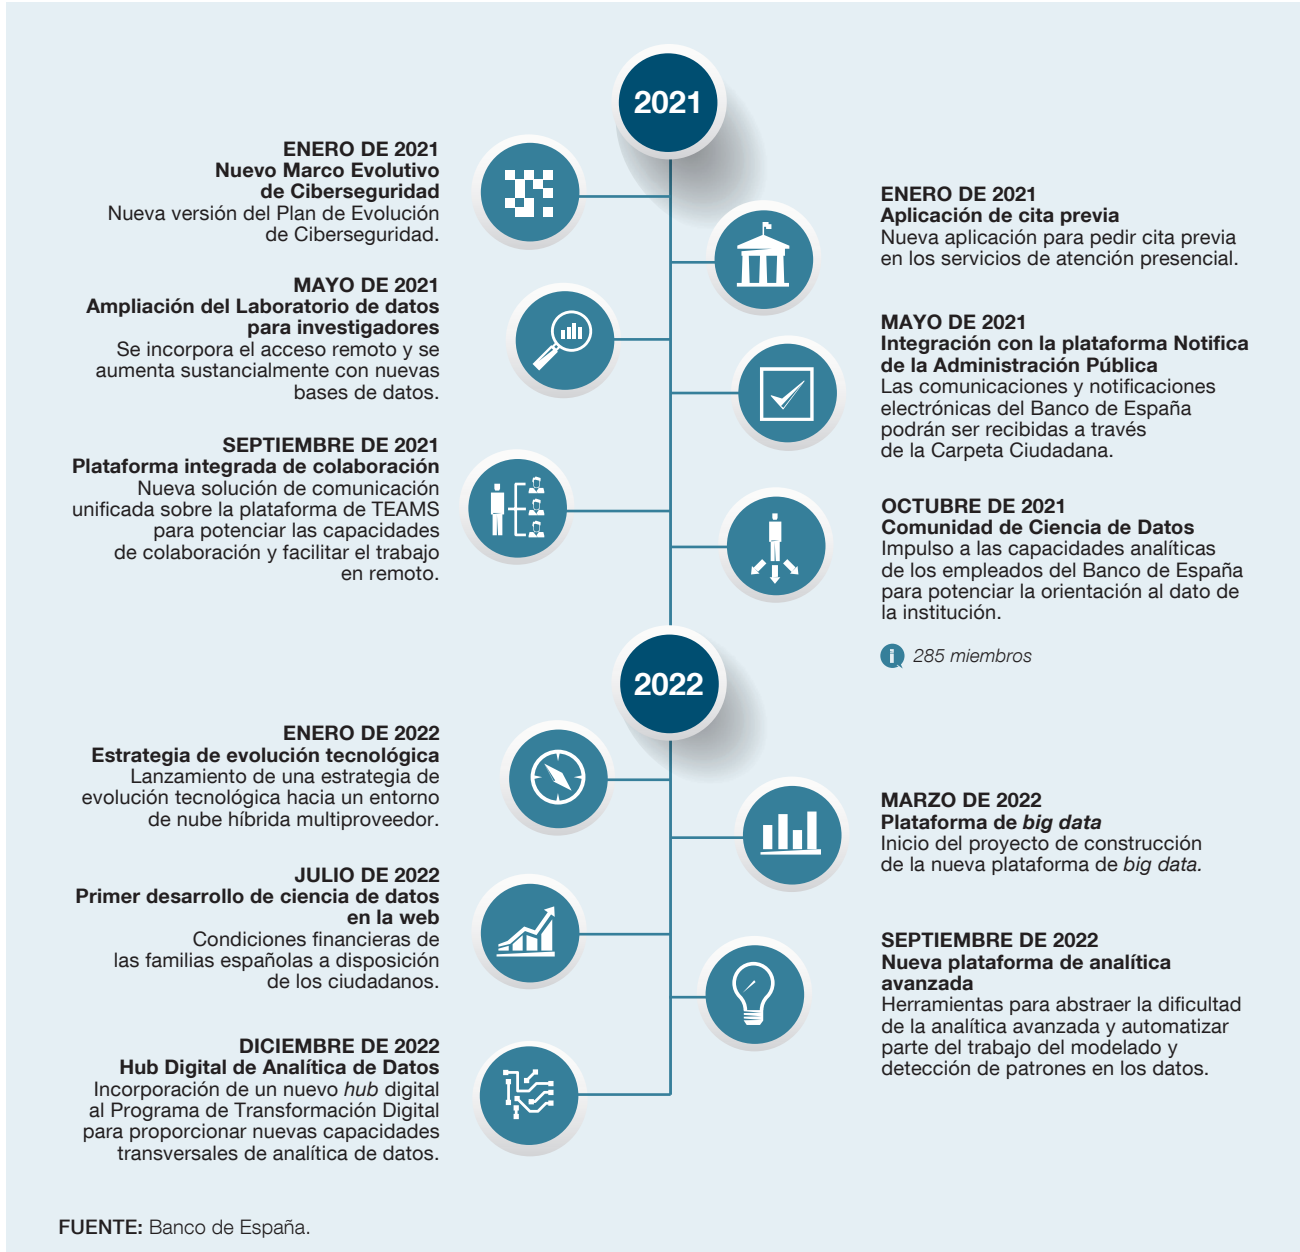 2021
ENERO DE 2021
Nuevo Marco Evolutivo
de Ciberseguridad
Nueva versión del Plan de Evolución
de Ciberseguridad.
ENERO DE 2021
Aplicación de cita previa
Nueva aplicación para pedir cita previa
en los servicios de atención presencial.
MAYO DE 2021
Ampliación del Laboratorio de datos
para investigadores
Se incorpora el acceso remoto y se
aumenta sustancialmente con nuevas
bases de datos.
MAYO DE 2021
Integración con la plataforma Notifica
de la Administración Pública
Las comunicaciones y notificaciones
electrónicas del Banco de España
podrán ser recibidas a través
de la Carpeta Ciudadana.
SEPTIEMBRE DE 2021
Plataforma integrada de colaboración
Nueva solución de comunicación
unificada sobre la plataforma de TEAMS
para potenciar las capacidades
de colaboración y facilitar el trabajo
en remoto.
OCTUBRE DE 2021
Comunidad de Ciencia de Datos
Impulso a las capacidades analíticas
de los empleados del Banco de España
para potenciar la orientación al dato de
la institución.
i 285 miembros
2022
ENERO DE 2022
Estrategia de evolución tecnológica
Lanzamiento de una estrategia de
evolución tecnológica hacia un entorno
de nube híbrida multiproveedor.
MARZO DE 2022
Plataforma de big data
Inicio del proyecto de construcción
de la nueva plataforma de big data.
JULIO DE 2022
Primer desarrollo de ciencia de datos
en la web
Condiciones financieras de
las familias españolas a disposición
de los ciudadanos.
SEPTIEMBRE DE 2022
Nueva plataforma de analítica
avanzada
Herramientas para abstraer la dificultad
de la analítica avanzada y automatizar
parte del trabajo del modelado y
detección de patrones en los datos.
DICIEMBRE DE 2022
Hub Digital de Analítica de Datos
Incorporación de un nuevo hub digital
al Programa de Transformación Digital
para proporcionar nuevas capacidades
transversales de analítica de datos.
FUENTE: Banco de España.